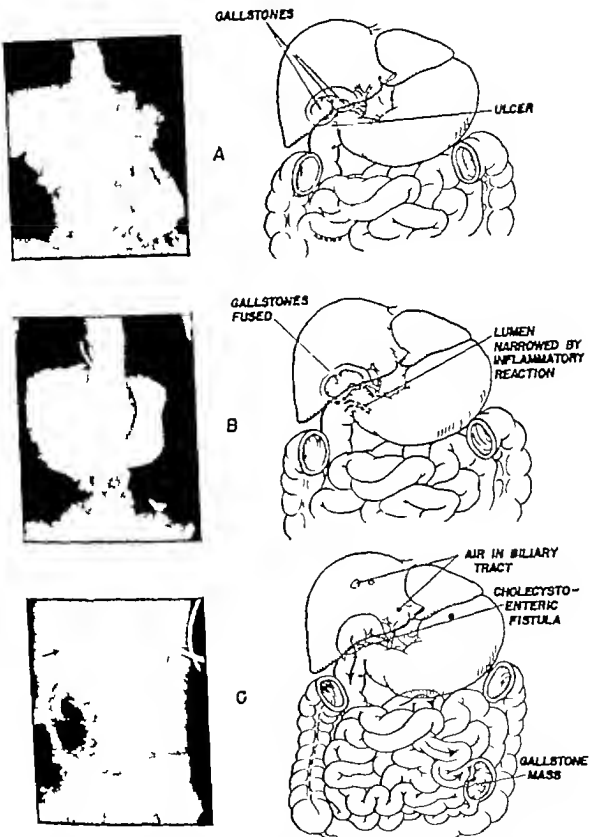 GALLSTONES
ULCER
A
GALLSTONES
FUSED
LUMEN
NARROWED BY
INFLAMMATORY
REACTION
B
AIR IN BILIARY
TRACT
CHOLECYSTO-
ENTERIC
FISTULA
C
GALLSTONE
MASS